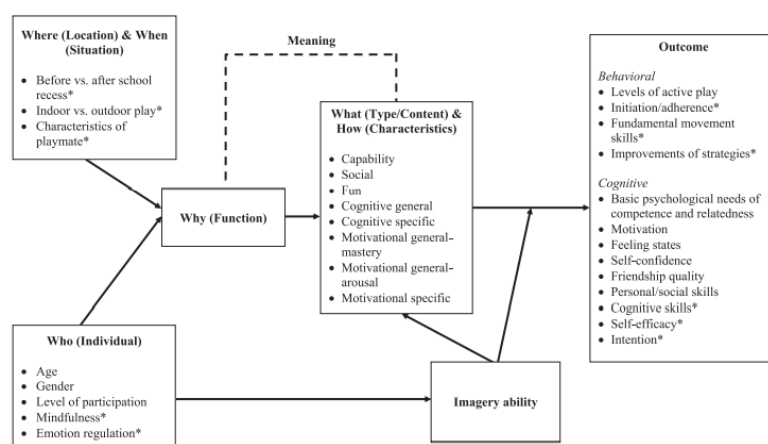 Where (Location) & When
(Situation)
• Before vs. after school
recess*
• Indoor vs. outdoor play*
• Characteristics of
playmate*
Meaning
What (Type/Content) &
How (Characteristics)
• Capability
• Social
• Fun
• Cognitive general
• Cognitive specific
• Motivational general-
mastery
• Motivational general-
arousal
• Motivational specific
Why (Function)
Outcome
Behavioral
• Levels of active play
• Initiation/adherence*
• Fundamental movement
skills*
• Improvements of strategies*
Cognitive
• Basic psychological needs of
competence and relatedness
• Motivation
• Feeling states
• Self-confidence
• Friendship quality
• Personal/social skills
• Cognitive skills*
• Self-efficacy*
• Intention*
Who (Individual)
• Age
• Gender
• Level of participation
• Mindfulness*
• Emotion regulation*
Imagery ability